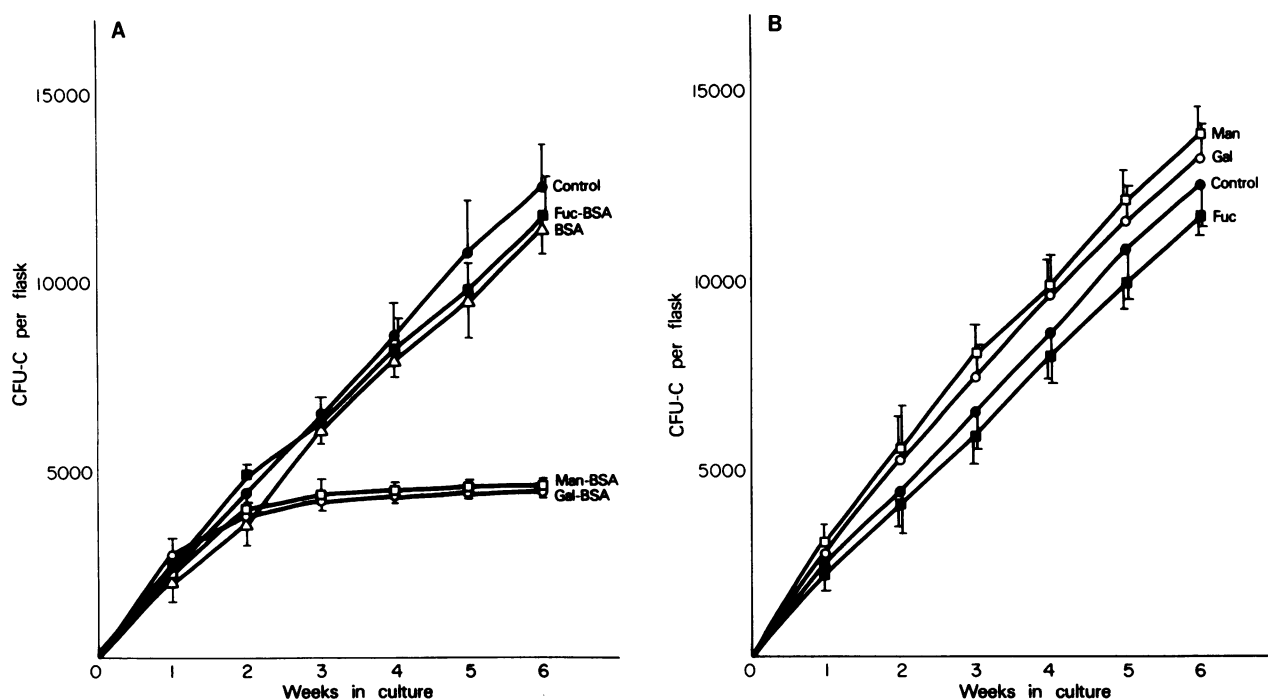 A
CFU-C per flask
15000
10000
5000
0 1 2 3 4 5 6
Weeks in culture
Control
Fuc-BSA
BSA
Man-BSA
Gal-BSA
B
CFU-C per flask
15000
10000
5000
0 1 2 3 4 5 6
Weeks in culture
Man
Gal
Control
Fuc